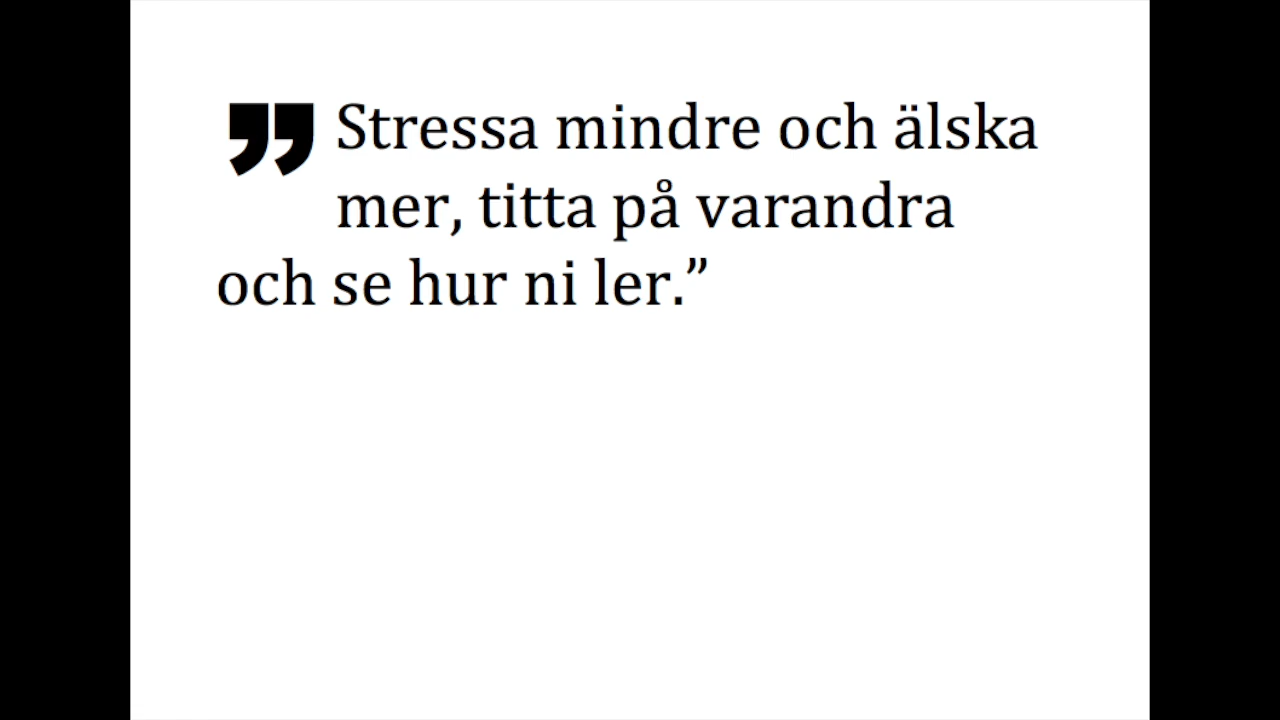 ”Stressa mindre och älska
mer, titta på varandra
och se hur ni ler.”